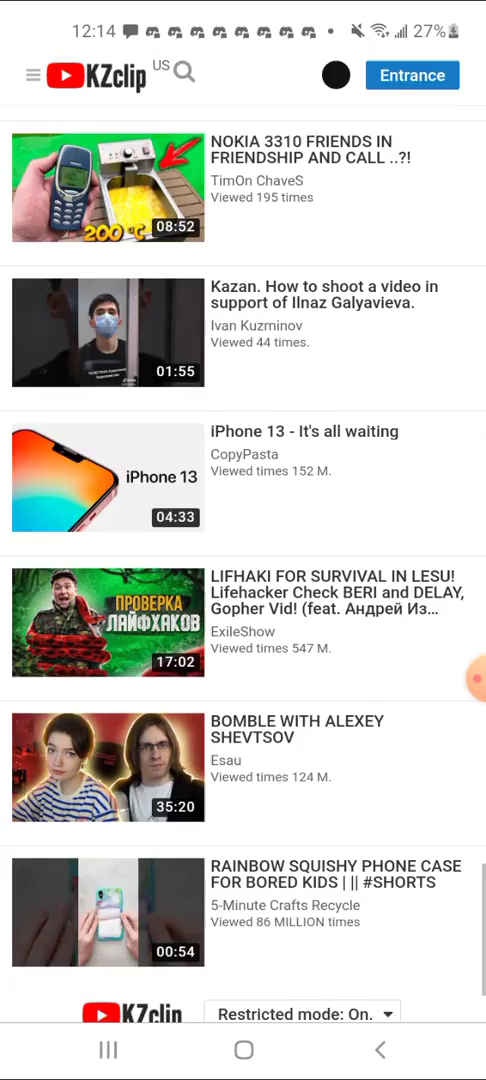 12:14
27%
KZclip
US
Entrance
NOKIA 3310 FRIENDS IN
FRIENDSHIP AND CALL ..?!
TimOn ChaveS
Viewed 195 times
200 °C
08:52
Kazan. How to shoot a video in
support of Ilnaz Galyavieva.
Ivan Kuzminov
Viewed 44 times.
01:55
iPhone 13 - It's all waiting
CopyPasta
Viewed times 152 M.
iPhone 13
04:33
LIFHAKI FOR SURVIVAL IN LESU!
Lifehacker Check BERI and DELAY,
Gopher Vid! (feat. Андрей Из...
ExileShow
Viewed times 547 M.
ПРОВЕРКА
ЛАЙФХАКОВ
17:02
BOMBLE WITH ALEXEY
SHEVTSOV
Esau
Viewed times 124 M.
35:20
RAINBOW SQUISHY PHONE CASE
FOR BORED KIDS | || #SHORTS
5-Minute Crafts Recycle
Viewed 86 MILLION times
00:54
KZclip
Restricted mode: On.